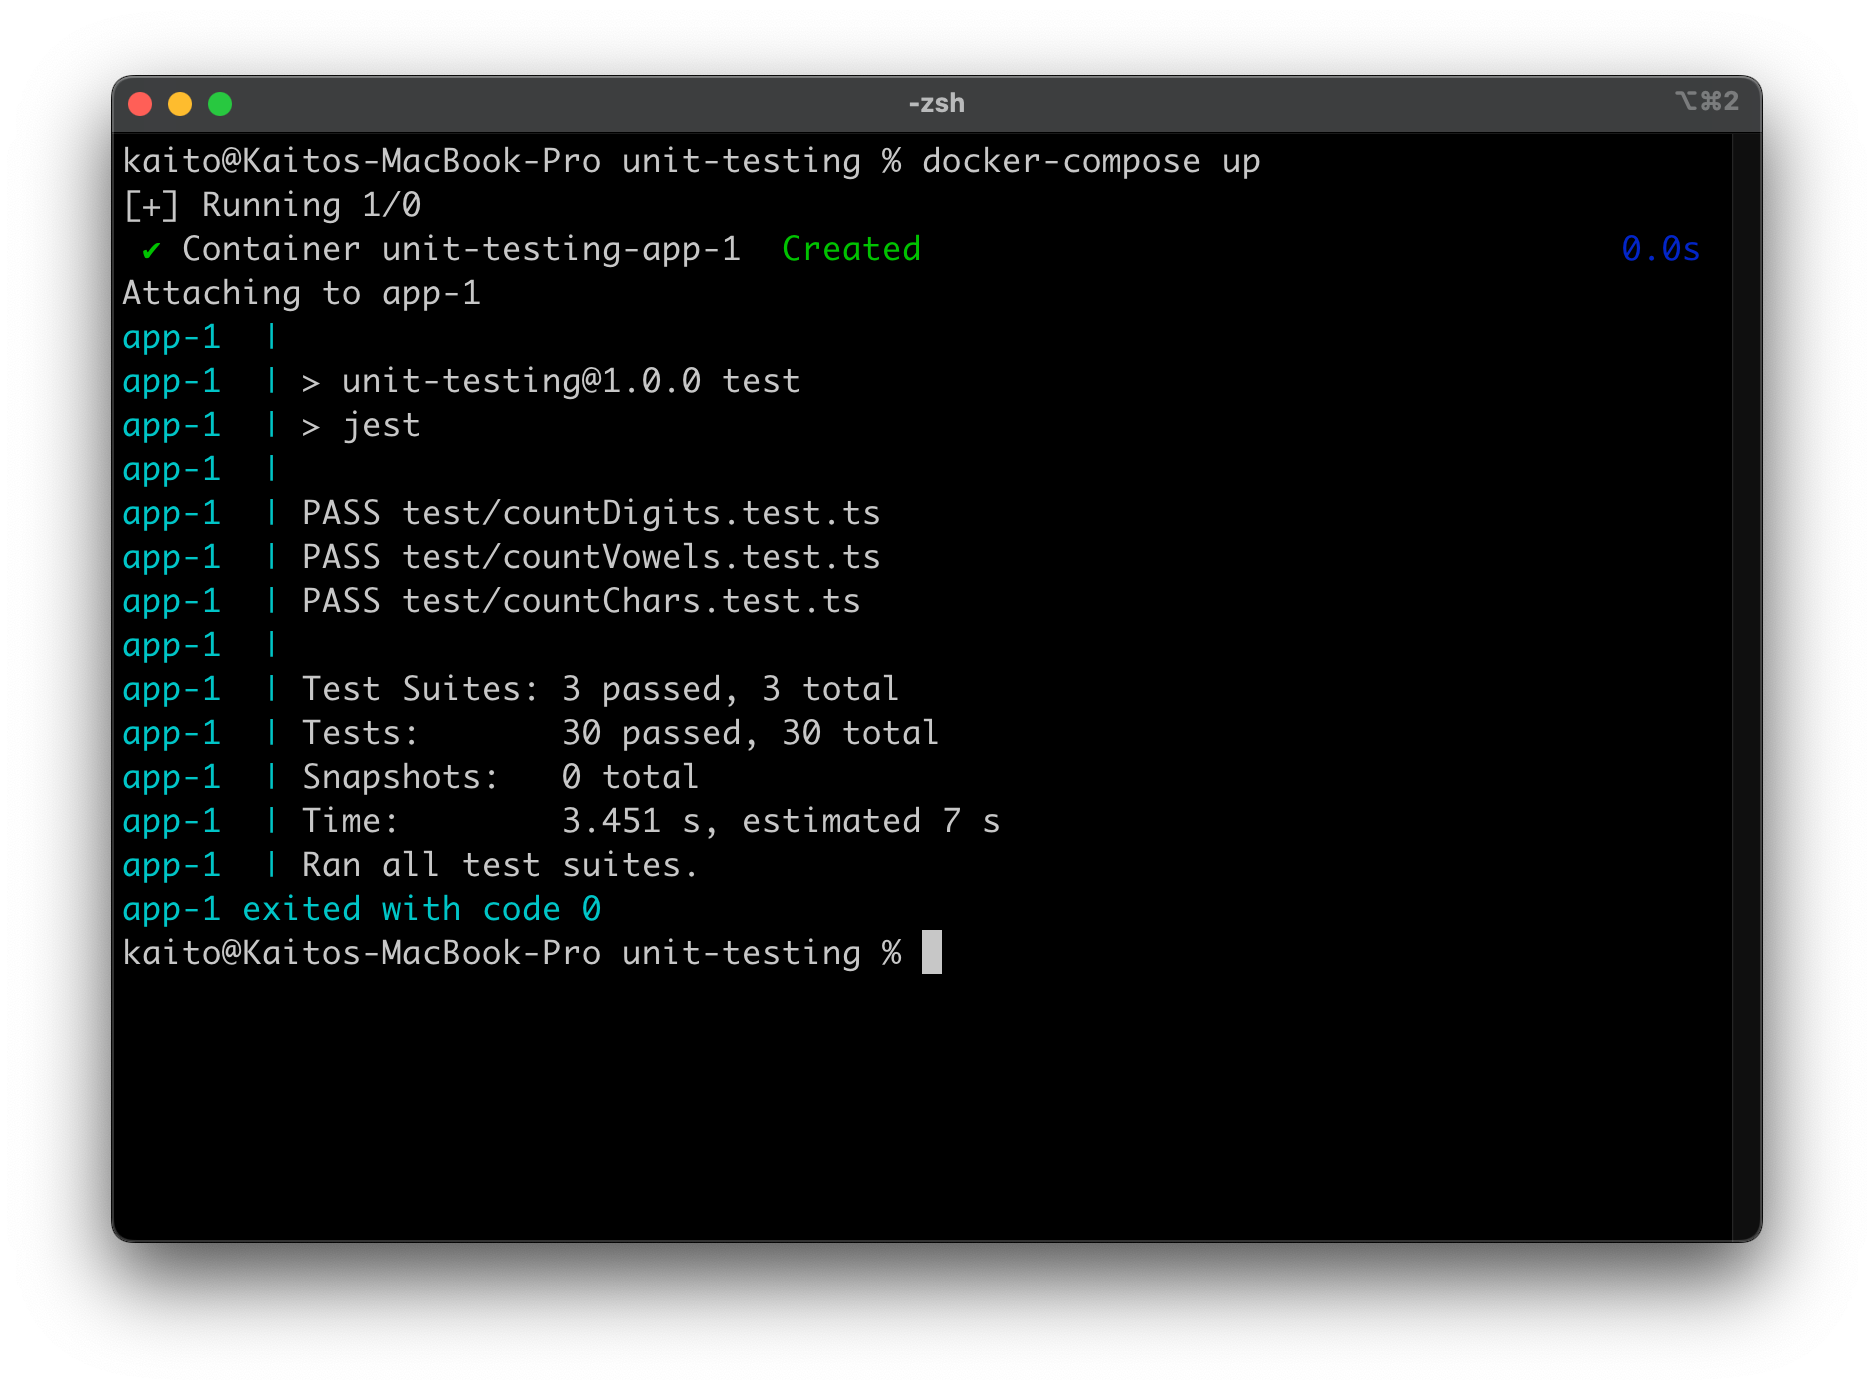 -zsh
⌥⌘2
kaito@Kaitos-MacBook-Pro unit-testing % docker-compose up
[+] Running 1/0
✔ Container unit-testing-app-1  Created 0.0s
Attaching to app-1
app-1  |
app-1  | > unit-testing@1.0.0 test
app-1  | > jest
app-1  |
app-1  | PASS test/countDigits.test.ts
app-1  | PASS test/countVowels.test.ts
app-1  | PASS test/countChars.test.ts
app-1  |
app-1  | Test Suites: 3 passed, 3 total
app-1  | Tests:       30 passed, 30 total
app-1  | Snapshots:   0 total
app-1  | Time:        3.451 s, estimated 7 s
app-1  | Ran all test suites.
app-1 exited with code 0
kaito@Kaitos-MacBook-Pro unit-testing %